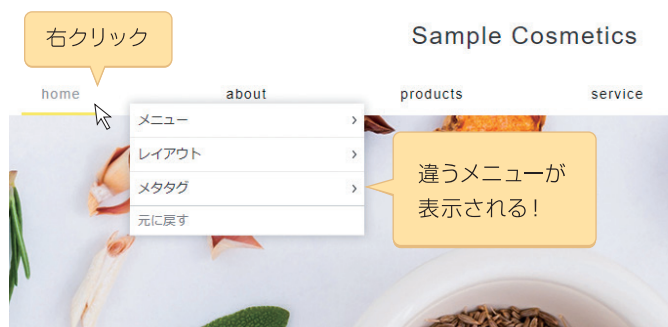 右クリック
Sample Cosmetics
home about products service
メニュー
レイアウト
メタタグ
元に戻す
違うメニューが
表示される!